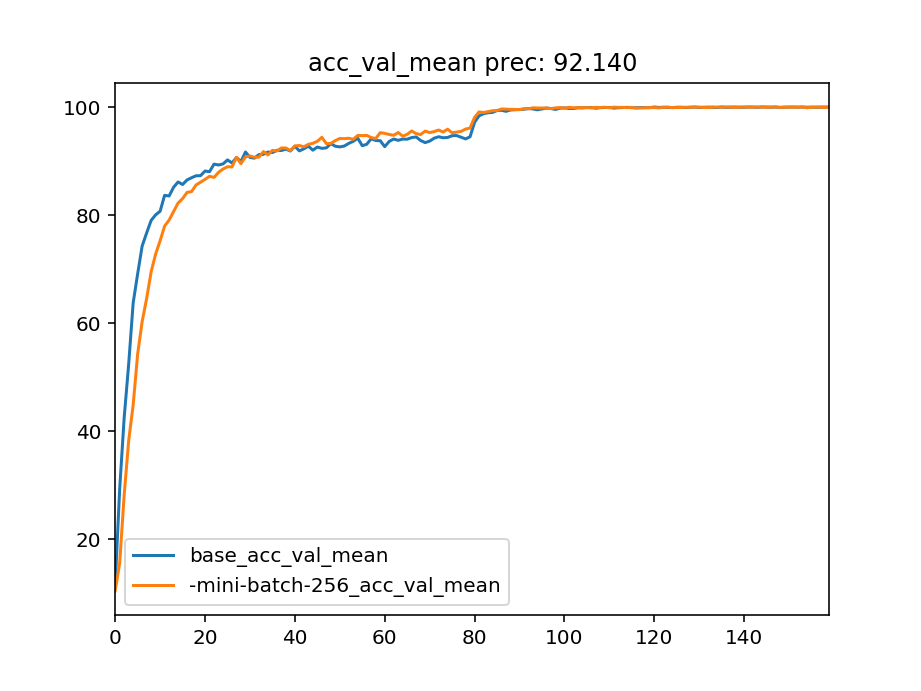 acc_val_mean prec: 92.140
100
80
60
40
20
base_acc_val_mean
-mini-batch-256_acc_val_mean
0 20 40 60 80 100 120 140